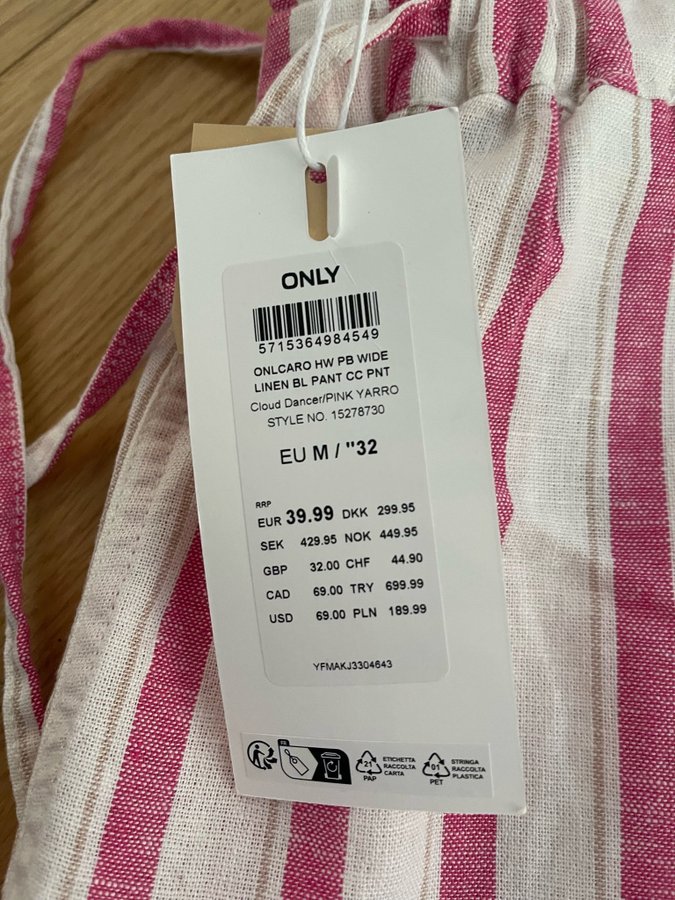 ONLY
5715364984549
ONLCARO HW PB WIDE
LINEN BL PANT CC PNT
Cloud Dancer/PINK YARRO
STYLE NO. 15278730
EU M / "32
RRP
EUR 39.99 DKK 299.95
SEK 429.95 NOK 449.95
GBP 32.00 CHF 44.90
CAD 69.00 TRY 699.99
USD 69.00 PLN 189.99
YFMAKJ3304643
FR
21
PAP
ETICHETTA
RACCOLTA
CARTA
01
PET
STRINGA
RACCOLTA
PLASTICA